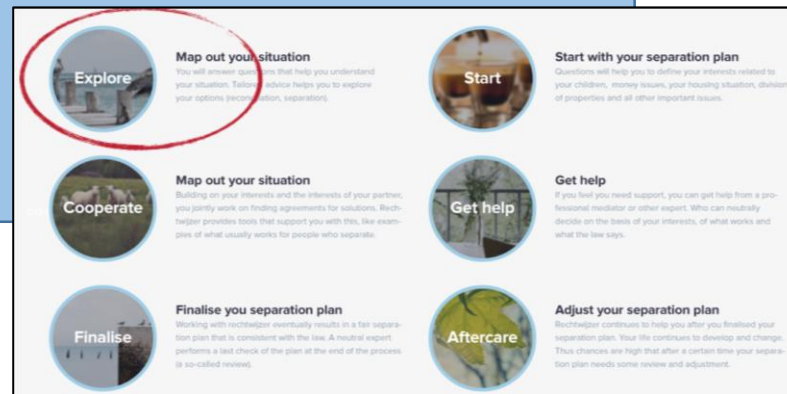 Explore
Map out your situation
You will answer questions that help you understand
your situation. Tailored advice helps you to explore
your options (reconciliation, separation).
Start
Start with your separation plan
Questions will help you to define your interests related to
your children, money issues, your housing situation, division
of properties and all other important issues.
Cooperate
Map out your situation
Building on your interests and the interests of your partner,
you jointly work on finding agreements for solutions. Rech-
twijzer provides tools that support you with this, like exam-
ples of what usually works for people who separate.
Get help
Get help
If you feel you need support, you can get help from a pro-
fessional mediator or other expert. Who can neutrally
decide on the basis of your interests, of what works and
what the law says.
Finalise
Finalise you separation plan
Working with rechtwijzer eventually results in a fair separa-
tion plan that is consistent with the law. A neutral expert
performs a last check of the plan at the end of the process
(a so-called review).
Aftercare
Adjust your separation plan
Rechtwijzer continues to help you after you finalised your
separation plan. Your life continues to develop and change.
Thus chances are high that after a certain time your separa-
tion plan needs some review and adjustment.